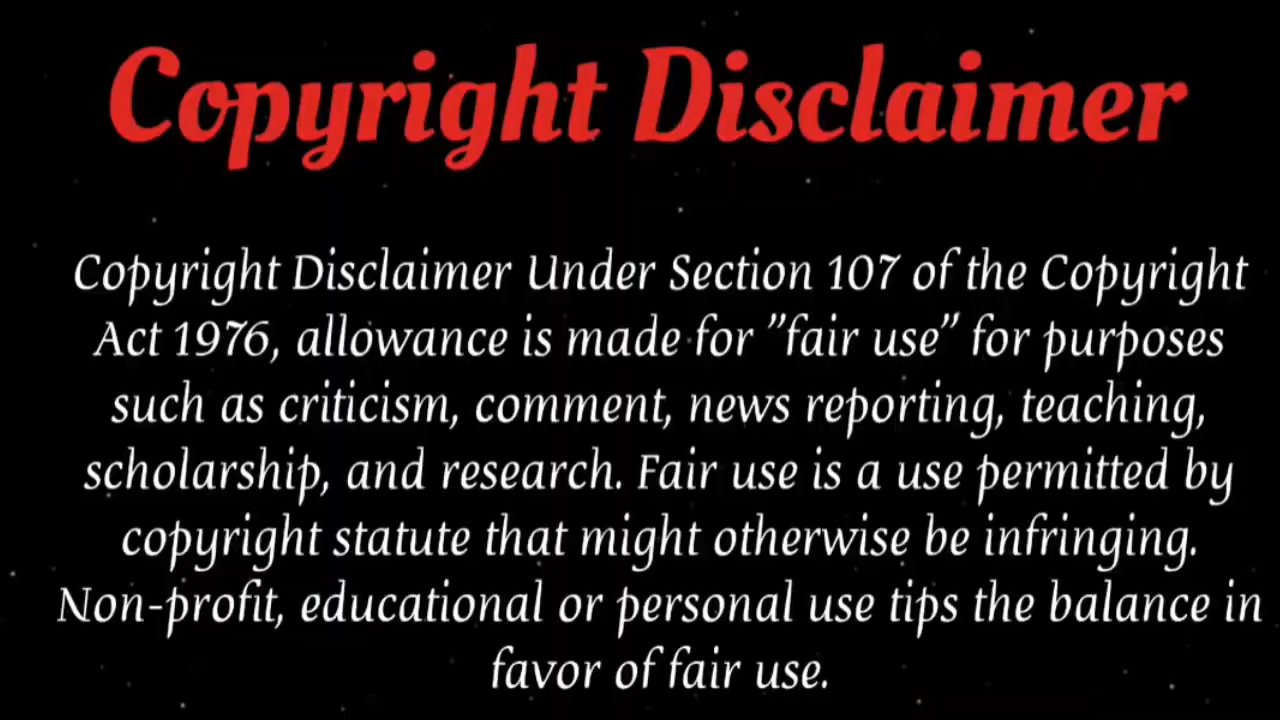 Copyright Disclaimer
Copyright Disclaimer Under Section 107 of the Copyright
Act 1976, allowance is made for "fair use" for purposes
such as criticism, comment, news reporting, teaching,
scholarship, and research. Fair use is a use permitted by
copyright statute that might otherwise be infringing.
Non-profit, educational or personal use tips the balance in
favor of fair use.